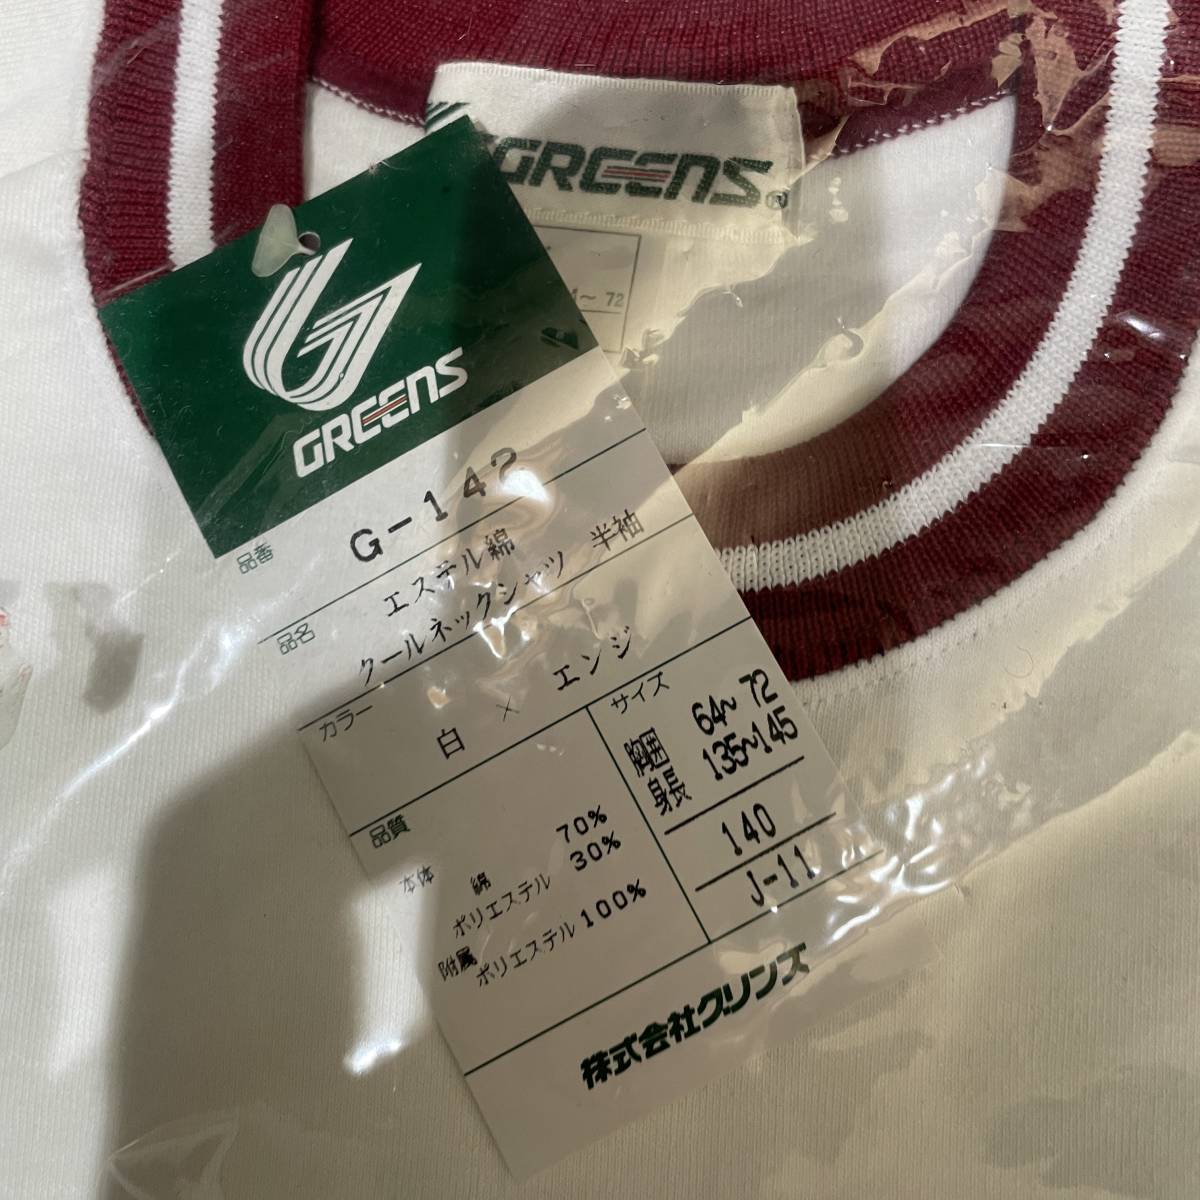 GREENS®
4~ 72
GREENS
品番
G-142
品名
エステル綿
クールネックシャツ 半袖
カラー
白 × エンジ
サイズ
胸囲 64~72
身長 135~145
140
J-11
品質
本体 綿 70%
ポリエステル 30%
附属 ポリエステル 100%
株式会社グリンズ